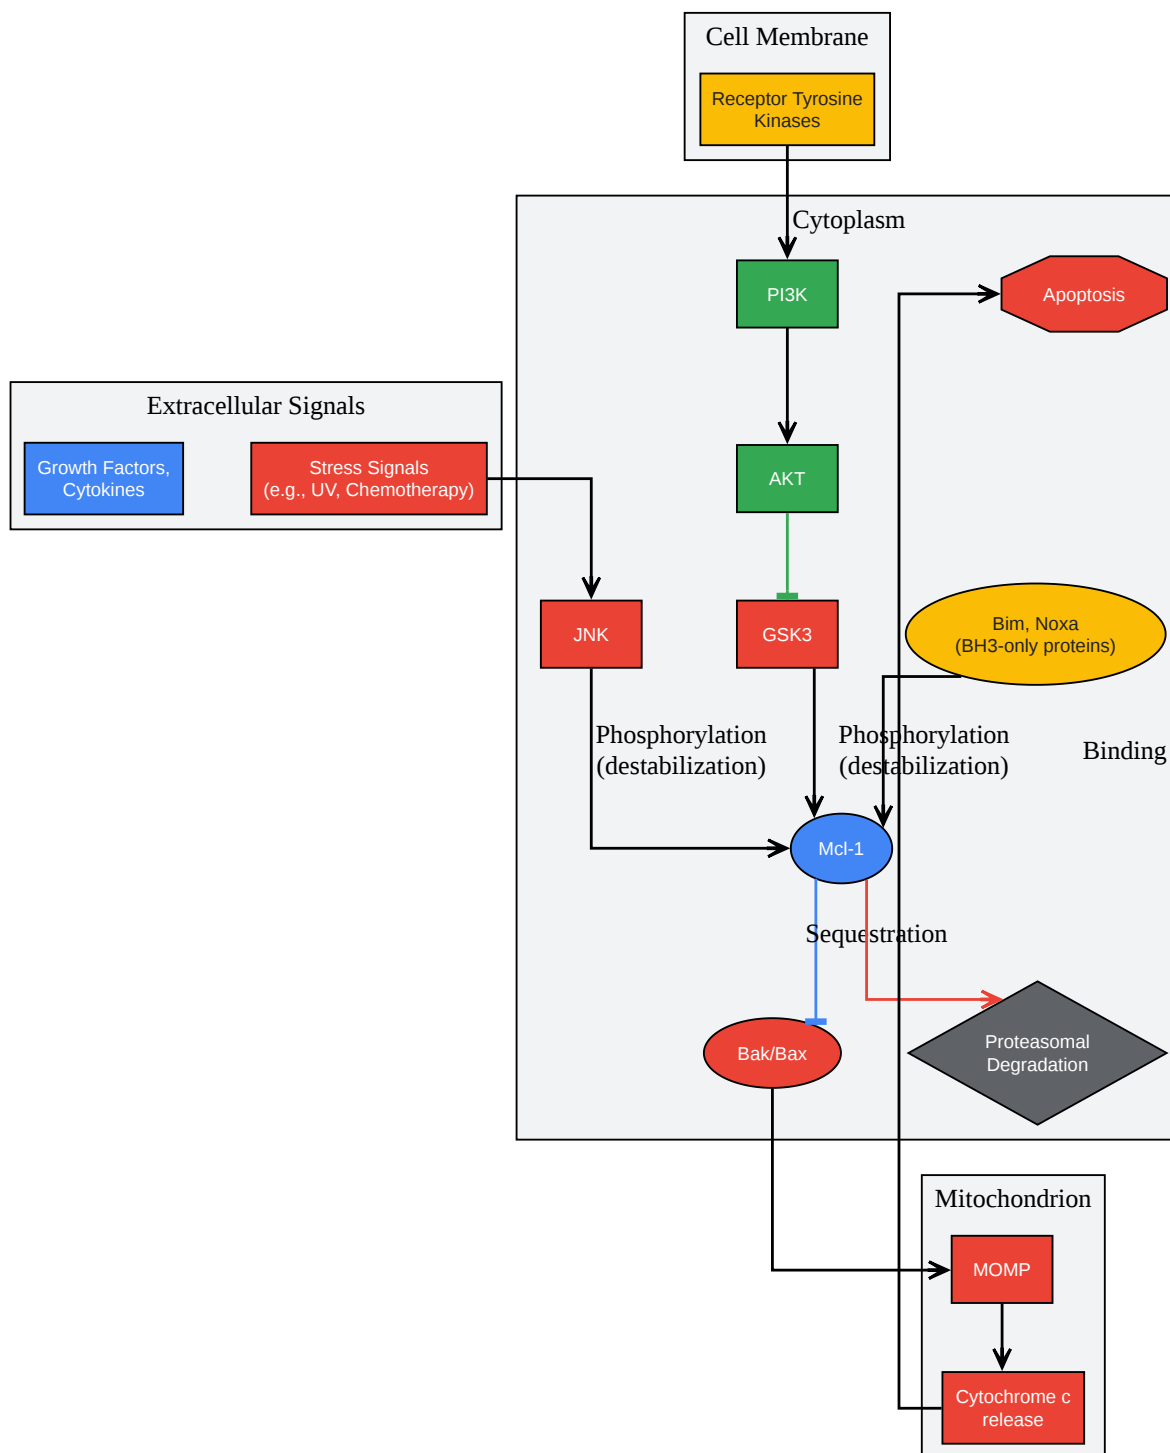 Cell Membrane
Receptor Tyrosine
Kinases
Cytoplasm
PI3K
Apoptosis
Extracellular Signals
Growth Factors,
Cytokines
Stress Signals
(e.g., UV, Chemotherapy)
AKT
JNK
GSK3
Bim, Noxa
(BH3-only proteins)
Phosphorylation
(destabilization)
Phosphorylation
(destabilization)
Binding
Mcl-1
Sequestration
Bak/Bax
Proteasomal
Degradation
Mitochondrion
MOMP
Cytochrome c
release